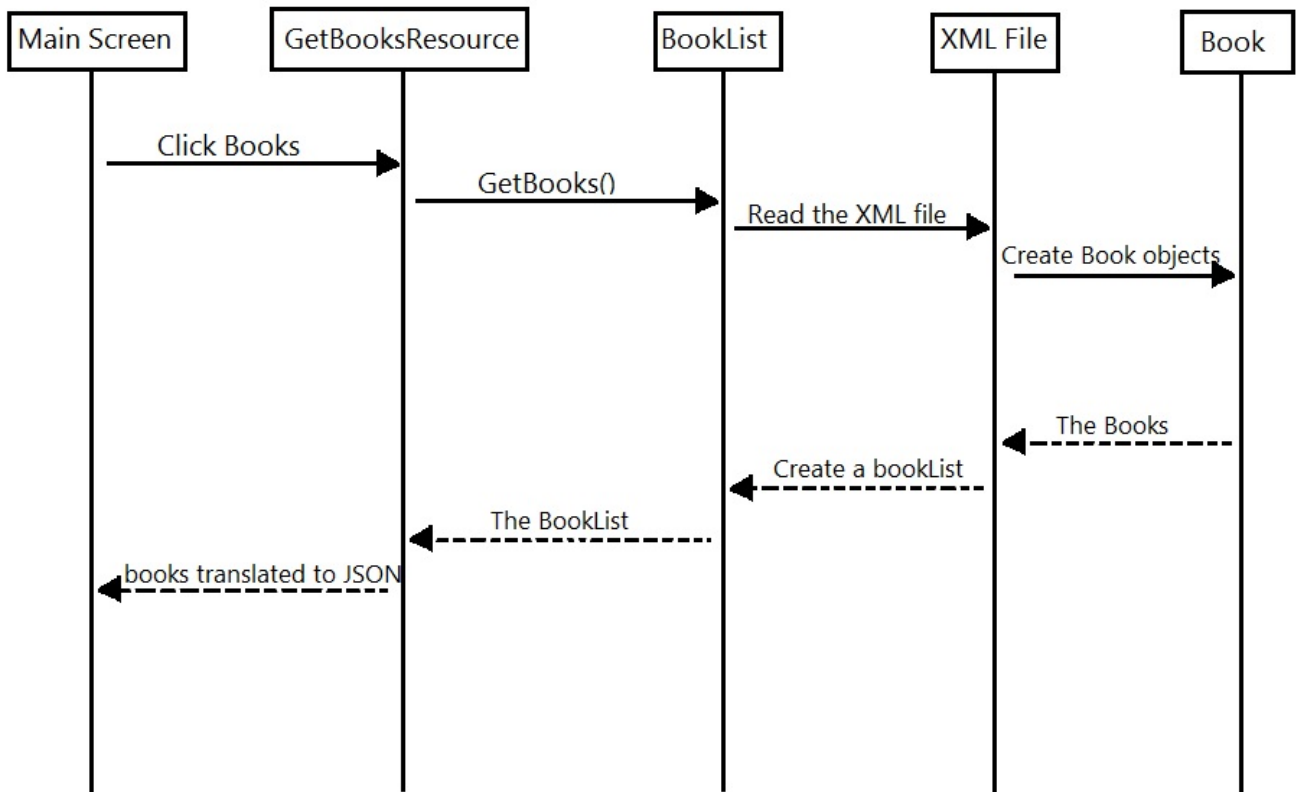 Main Screen
GetBooksResource
BookList
XML File
Book
Click Books
GetBooks()
Read the XML file
Create Book objects
The Books
Create a bookList
The BookList
books translated to JSON